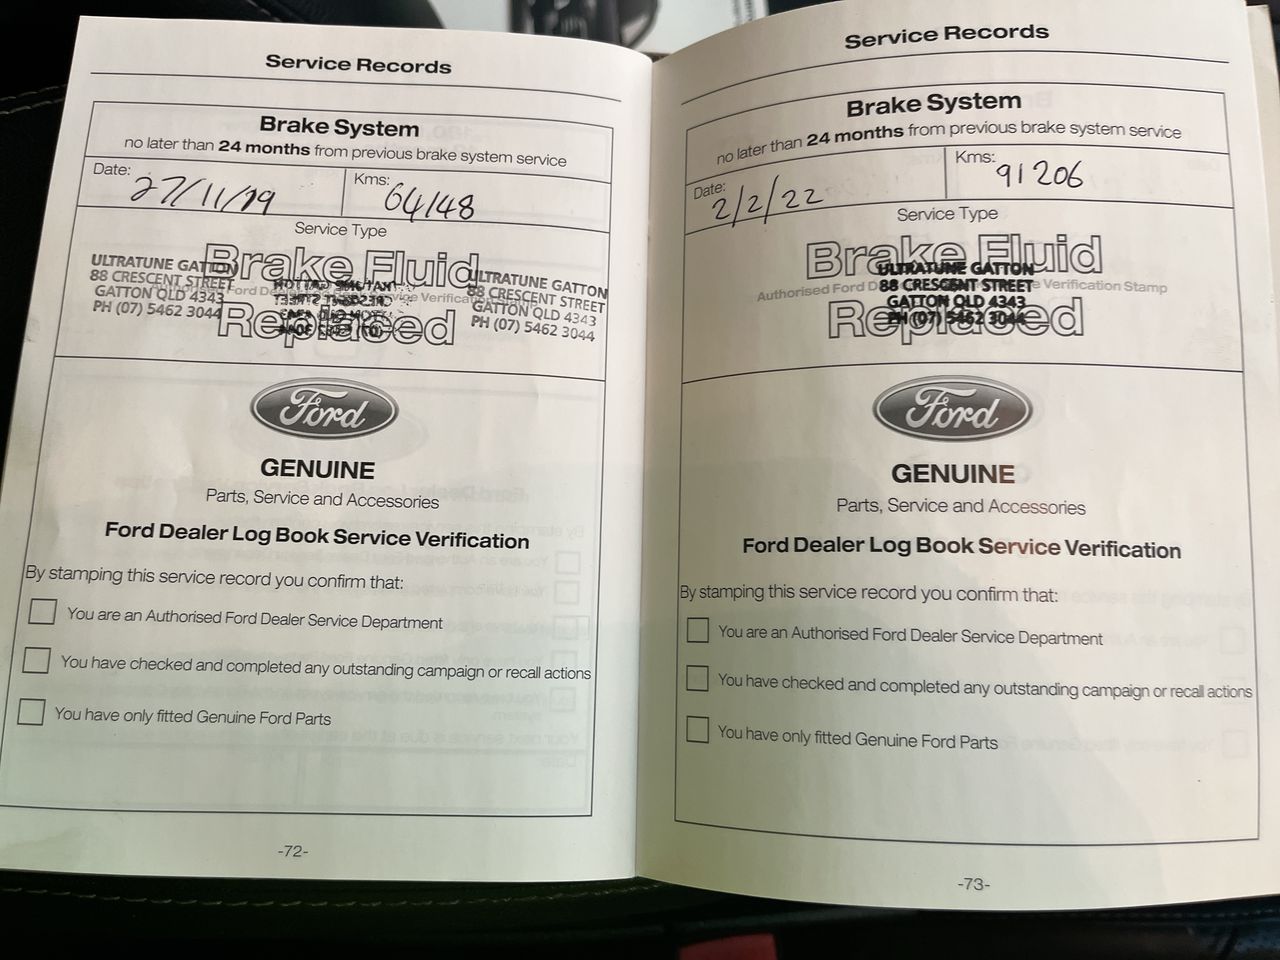 Service Records
Brake System
no later than 24 months from previous brake system service
Date: 27/11/19
Kms: 64148
Service Type
Brake Fluid
Replaced
ULTRATUNE GATTON
88 CRESCENT STREET
GATTON QLD 4343
PH (07) 5462 3044
ULTRATUNE GATTON
88 CRESCENT STREET
GATTON QLD 4343
PH (07) 5462 3044
Ford
GENUINE
Parts, Service and Accessories
Ford Dealer Log Book Service Verification
By stamping this service record you confirm that:
You are an Authorised Ford Dealer Service Department
You have checked and completed any outstanding campaign or recall actions
You have only fitted Genuine Ford Parts
-72-
Service Records
Brake System
no later than 24 months from previous brake system service
Date: 2/2/22
Kms: 91206
Service Type
Brake Fluid
Authorised Ford D e Verification Stamp
Replaced
ULTRATUNE GATTON
88 CRESCENT STREET
GATTON QLD 4343
PH (07) 5462 3044
Ford
GENUINE
Parts, Service and Accessories
Ford Dealer Log Book Service Verification
By stamping this service record you confirm that:
You are an Authorised Ford Dealer Service Department
You have checked and completed any outstanding campaign or recall actions
You have only fitted Genuine Ford Parts
-73-